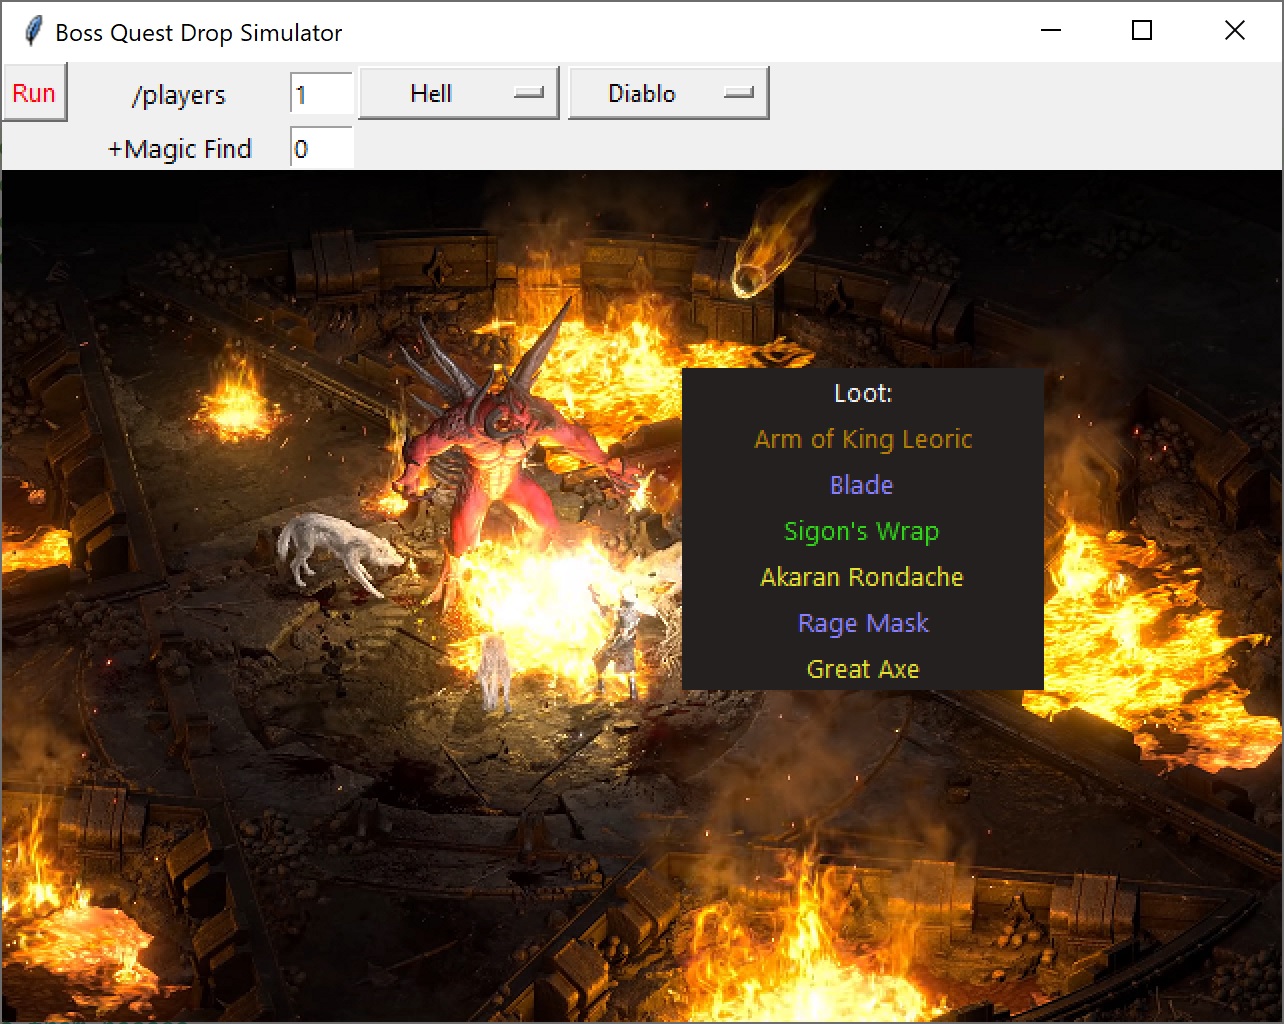 Boss Quest Drop Simulator
Run /players 1 Hell Diablo
+Magic Find 0
Loot:
Arm of King Leoric
Blade
Sigon's Wrap
Akaran Rondache
Rage Mask
Great Axe